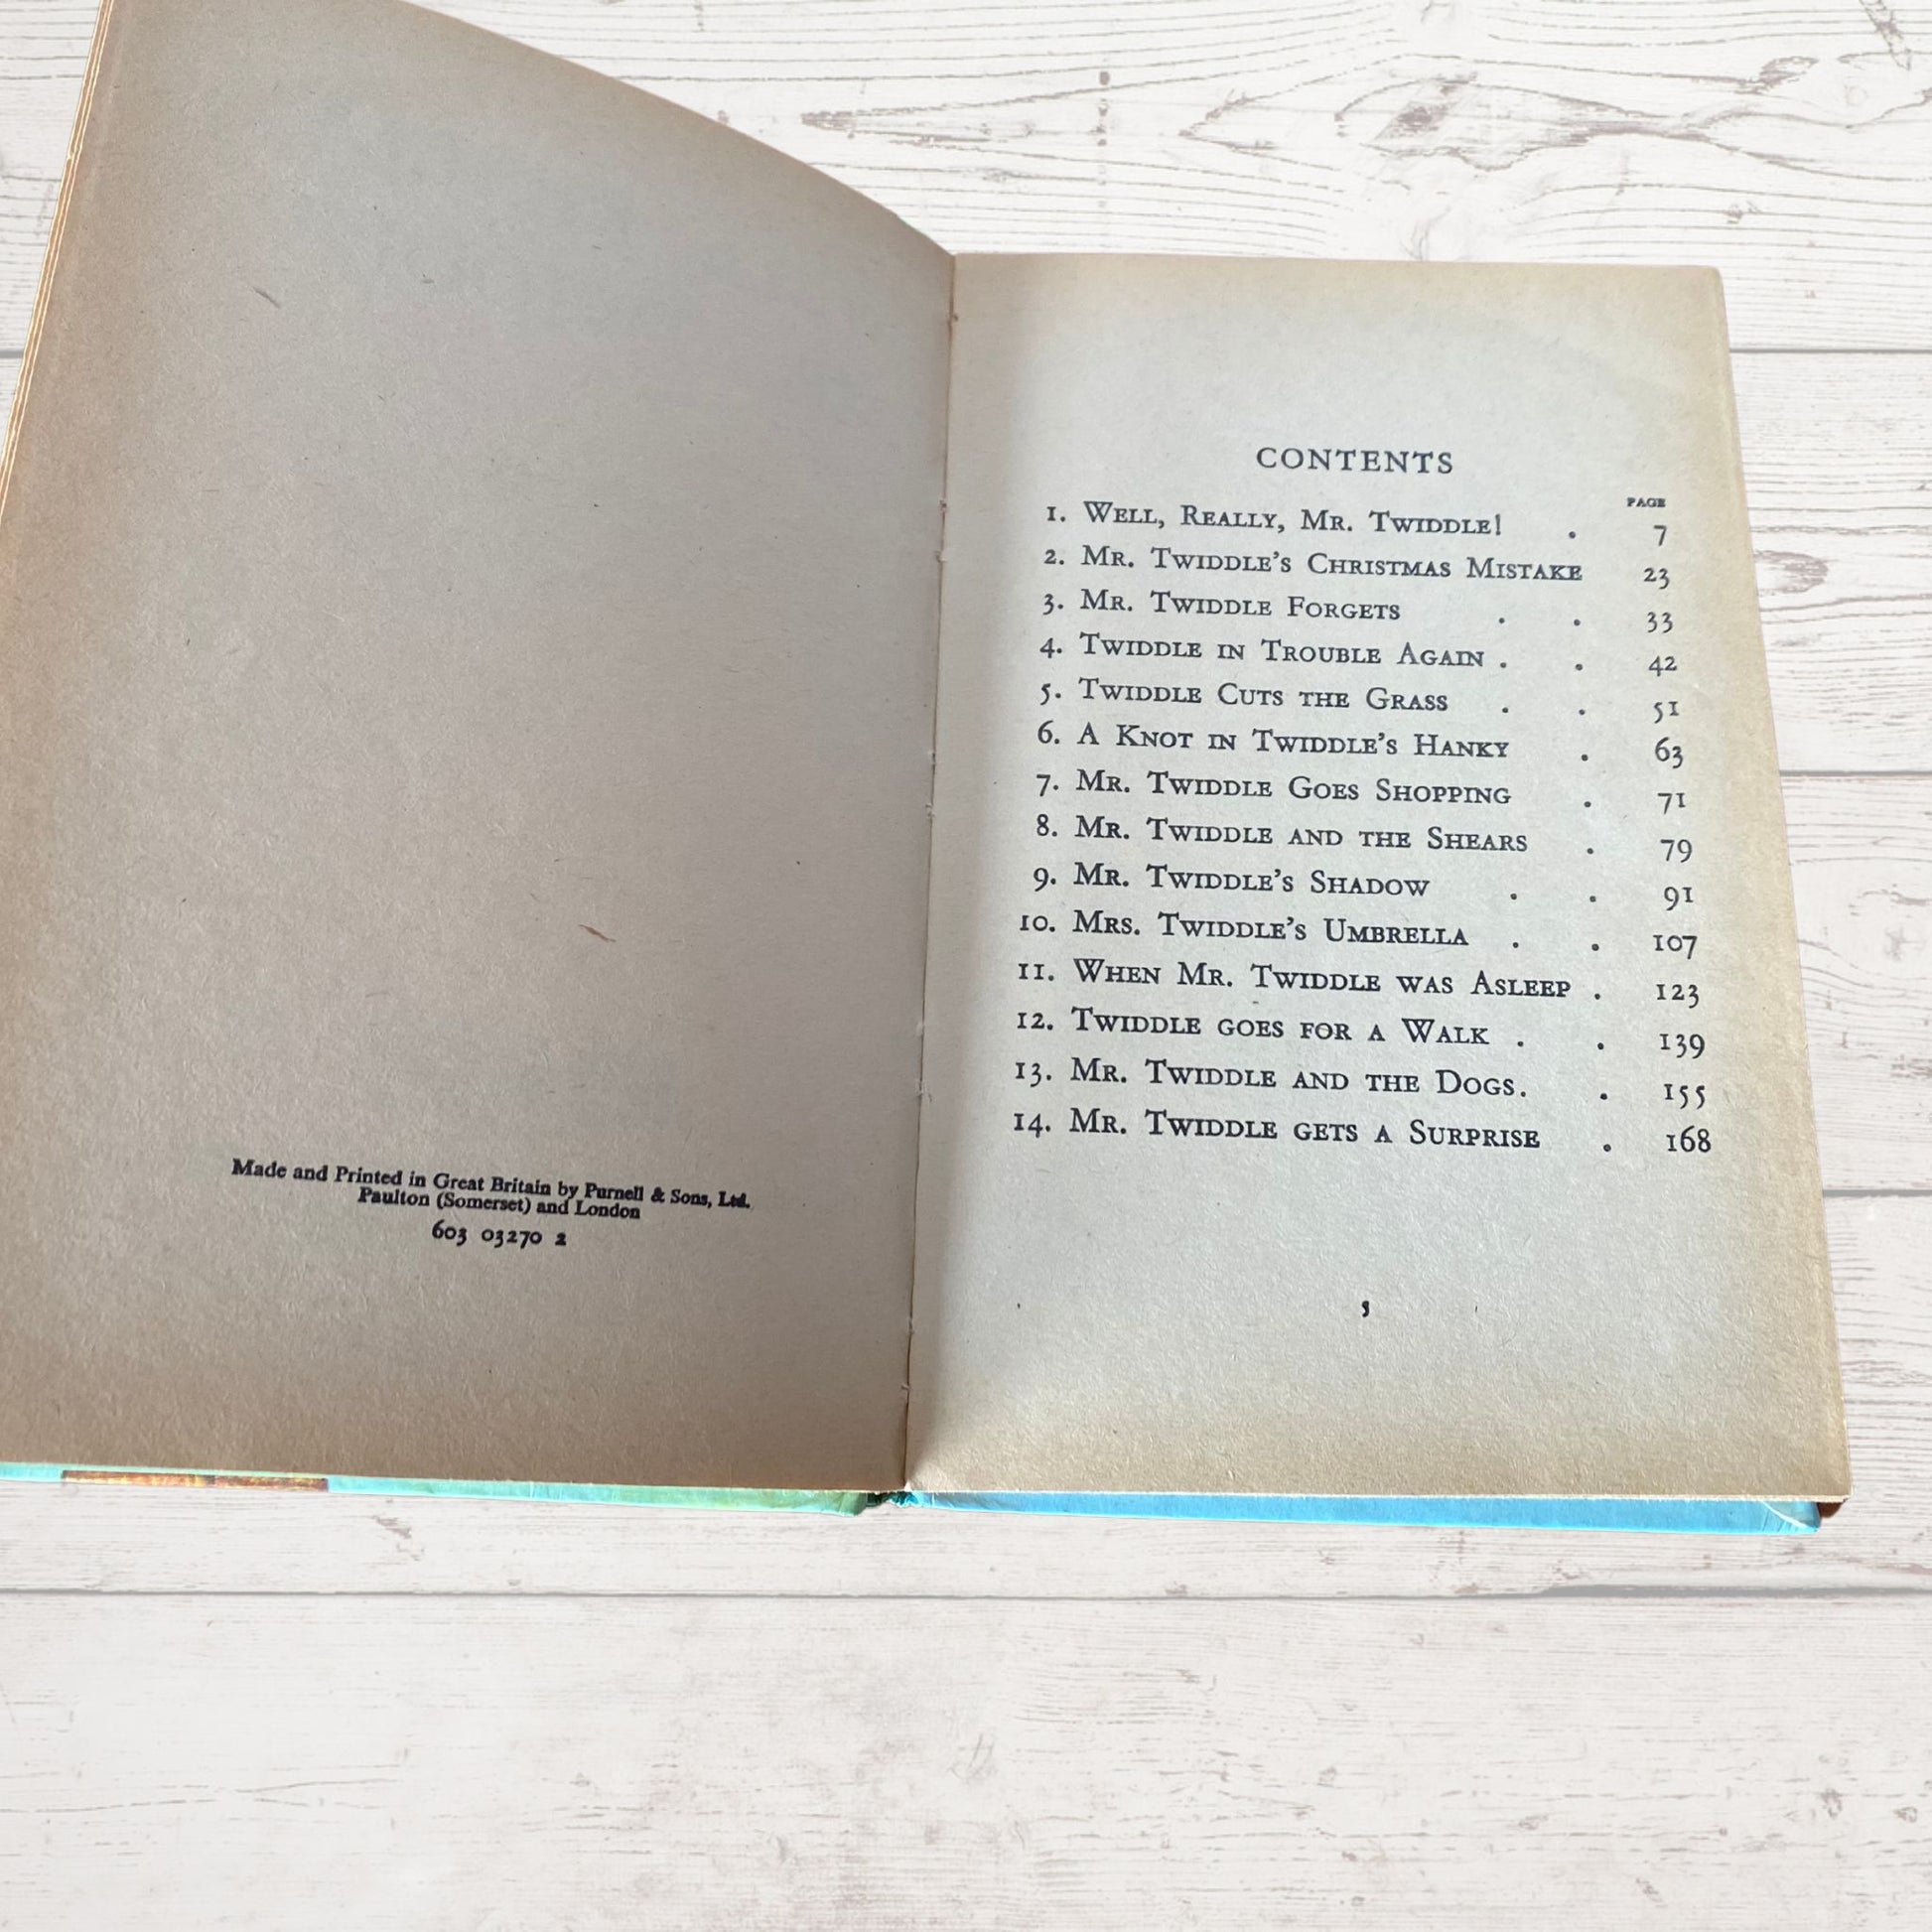 Made and Printed in Great Britain by Purnell & Sons, Ltd.
Paulton (Somerset) and London
603 03270 2
CONTENTS
PAGE
1. Well, Really, Mr. Twiddle! . 7
2. Mr. Twiddle's Christmas Mistake 23
3. Mr. Twiddle Forgets . . 33
4. Twiddle in Trouble Again . . 42
5. Twiddle Cuts the Grass . . 51
6. A Knot in Twiddle's Hanky . 63
7. Mr. Twiddle Goes Shopping . 71
8. Mr. Twiddle and the Shears . 79
9. Mr. Twiddle's Shadow . . 91
10. Mrs. Twiddle's Umbrella . . 107
11. When Mr. Twiddle was Asleep . 123
12. Twiddle goes for a Walk . . 139
13. Mr. Twiddle and the Dogs. . 155
14. Mr. Twiddle gets a Surprise . 168
5